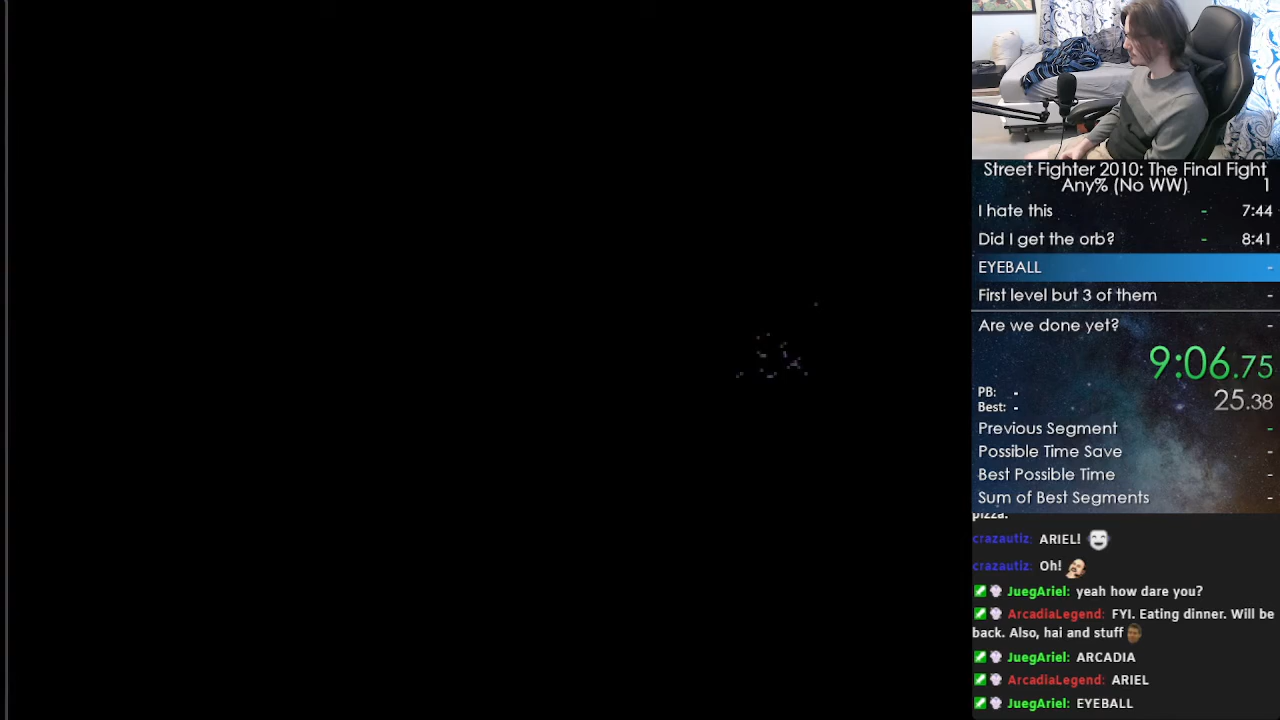 Street Fighter 2010: The Final Fight
Any% (No WW) 1
I hate this - 7:44
Did I get the orb? - 8:41
EYEBALL -
First level but 3 of them -
Are we done yet? -
9:06.75
PB: -
Best: - 25.38
Previous Segment -
Possible Time Save -
Best Possible Time -
Sum of Best Segments -
pizza.
crazautiz: ARIEL!
crazautiz: Oh!
JuegAriel: yeah how dare you?
ArcadiaLegend: FYI. Eating dinner. Will be
back. Also, hai and stuff
JuegAriel: ARCADIA
ArcadiaLegend: ARIEL
JuegAriel: EYEBALL